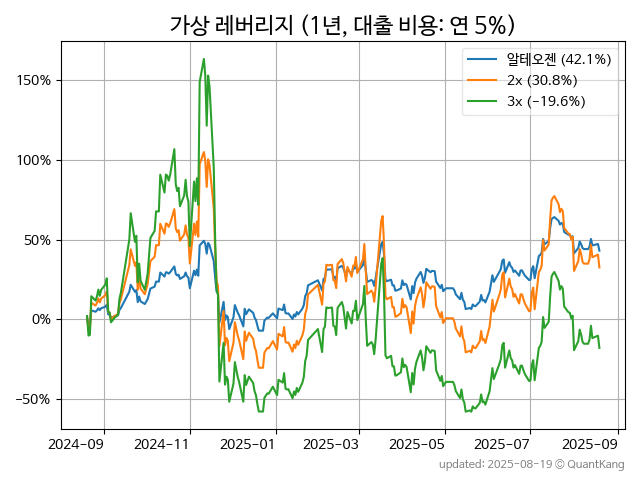 가상 레버리지 (1년, 대출 비용: 연 5%)
알테오젠 (42.1%)
2x (30.8%)
3x (-19.6%)
150%
100%
50%
0%
-50%
2024-09 2024-11 2025-01 2025-03 2025-05 2025-07 2025-09
updated: 2025-08-19 © QuantKang